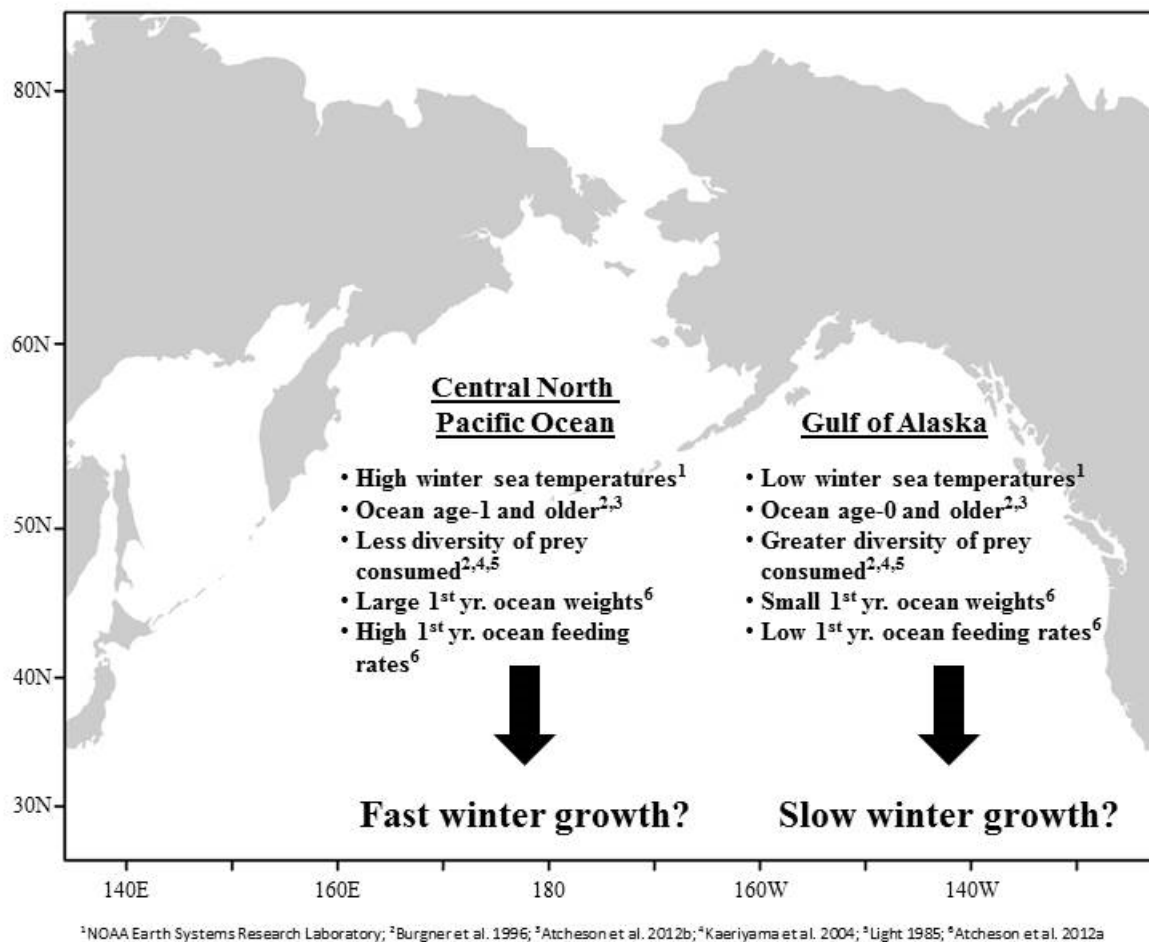 80N
60N
50N
40N
30N
Central North
Pacific Ocean
• High winter sea temperatures¹
• Ocean age-1 and older²,³
• Less diversity of prey
consumed²,⁴,⁵
• Large 1ˢᵗ yr. ocean weights⁶
• High 1ˢᵗ yr. ocean feeding
rates⁶
Fast winter growth?
Gulf of Alaska
• Low winter sea temperatures¹
• Ocean age-0 and older²,³
• Greater diversity of prey
consumed²,⁴,⁵
• Small 1ˢᵗ yr. ocean weights⁶
• Low 1ˢᵗ yr. ocean feeding rates⁶
Slow winter growth?
140E 160E 180 160W 140W
¹NOAA Earth Systems Research Laboratory; ²Burgner et al. 1996; ³Atcheson et al. 2012b; ⁴Kaeriyama et al. 2004; ⁵Light 1985; ⁶Atcheson et al. 2012a